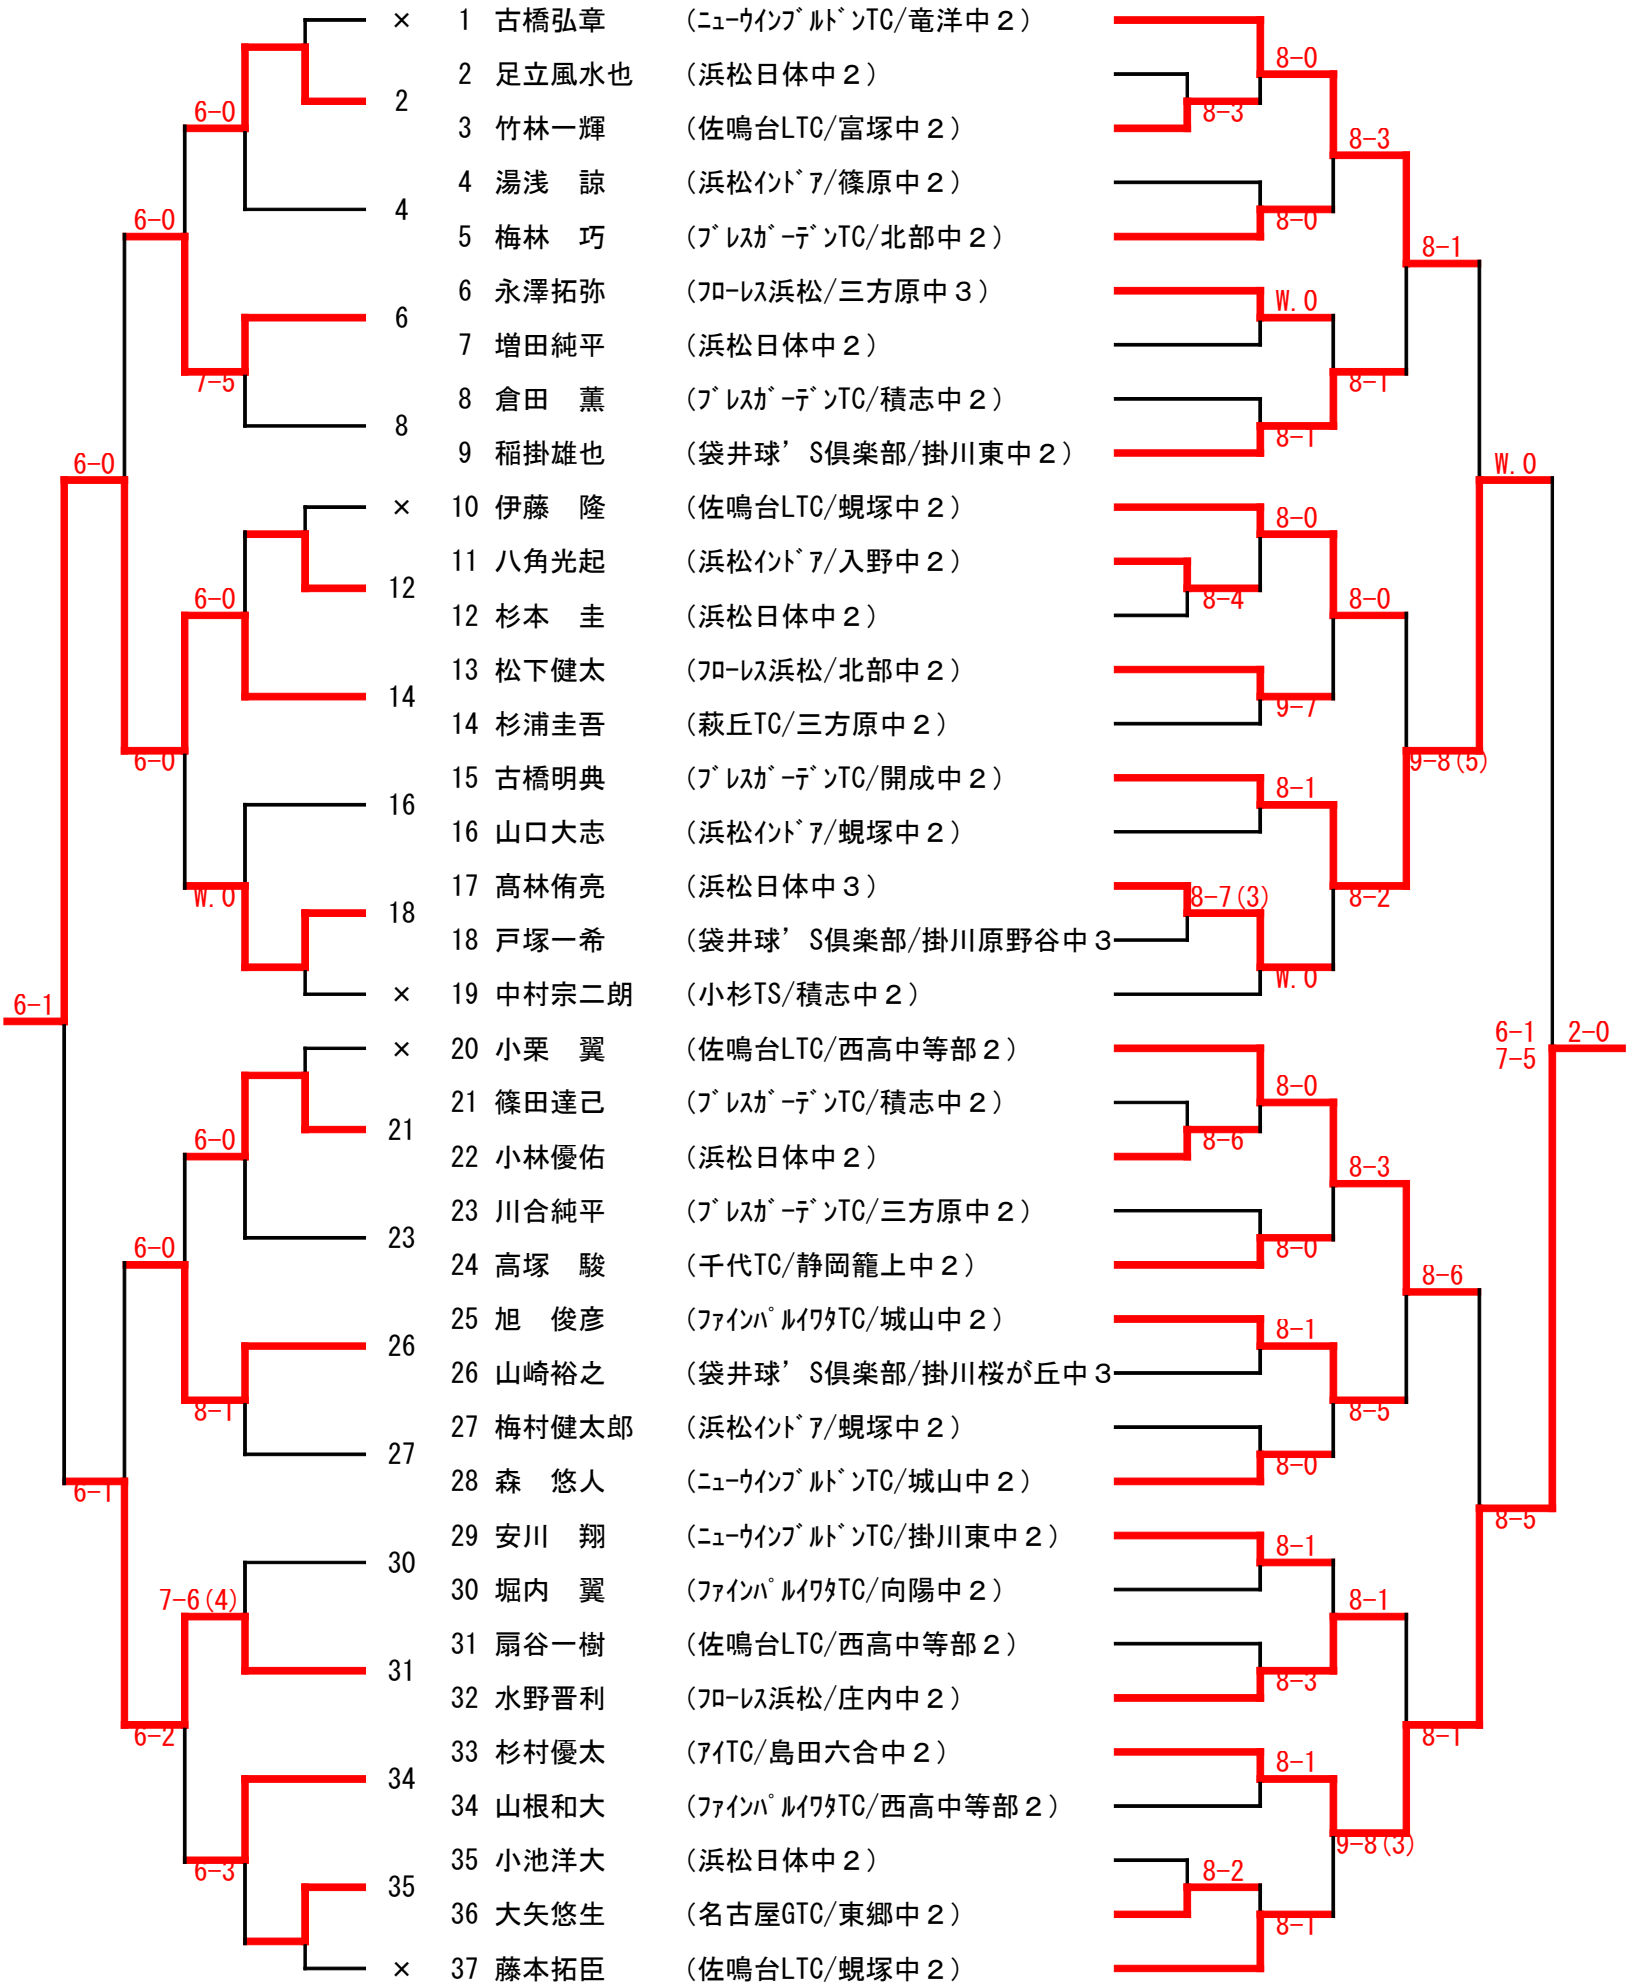 × 1 古橋弘章 (ニューウインブルドンTC/竜洋中２)
8-0
2 足立風水也 (浜松日体中２)
2
6-0
8-3
3 竹林一輝 (佐鳴台LTC/富塚中２)
8-3
4 湯浅　諒 (浜松インドア/篠原中２)
4
6-0
8-0
5 梅林　巧 (ブレスガーデンTC/北部中２)
8-1
6 永澤拓弥 (フローレス浜松/三方原中３)
W.0
6
7 増田純平 (浜松日体中２)
7-5
8-1
8 倉田　薫 (ブレスガーデンTC/積志中２)
8
8-1
9 稲掛雄也 (袋井球’S倶楽部/掛川東中２)
6-0
W.0
× 10 伊藤　隆 (佐鳴台LTC/蜆塚中２)
8-0
11 八角光起 (浜松インドア/入野中２)
12
6-0
8-4
8-0
12 杉本　圭 (浜松日体中２)
13 松下健太 (フローレス浜松/北部中２)
14
9-7
14 杉浦圭吾 (萩丘TC/三方原中２)
6-0
9-8(5)
15 古橋明典 (ブレスガーデンTC/開成中２)
8-1
16
16 山口大志 (浜松インドア/蜆塚中２)
17 髙林侑亮 (浜松日体中３)
W.0
8-7(3)
8-2
18
18 戸塚一希 (袋井球’S倶楽部/掛川原野谷中３
W.0
× 19 中村宗二朗 (小杉TS/積志中２)
6-1
6-1
7-5
2-0
× 20 小栗　翼 (佐鳴台LTC/西高中等部２)
8-0
21 篠田達己 (ブレスガーデンTC/積志中２)
21
6-0
8-6
22 小林優佑 (浜松日体中２)
8-3
23 川合純平 (ブレスガーデンTC/三方原中２)
23
6-0
8-0
24 高塚　駿 (千代TC/静岡籠上中２)
8-6
25 旭　俊彦 (ファインパルイワタTC/城山中２)
8-1
26
26 山崎裕之 (袋井球’S倶楽部/掛川桜が丘中３
8-1
8-5
27 梅村健太郎 (浜松インドア/蜆塚中２)
27
8-0
28 森　悠人 (ニューウインブルドンTC/城山中２)
6-1
8-5
29 安川　翔 (ニューウインブルドンTC/掛川東中２)
8-1
30
30 堀内　翼 (ファインパルイワタTC/向陽中２)
7-6(4)
8-1
31 扇谷一樹 (佐鳴台LTC/西高中等部２)
31
8-3
32 水野晋利 (フローレス浜松/庄内中２)
6-2
8-1
33 杉村優太 (アイTC/島田六合中２)
8-1
34
34 山根和大 (ファインパルイワタTC/西高中等部２)
9-8(3)
35 小池洋大 (浜松日体中２)
6-3
8-2
35
36 大矢悠生 (名古屋GTC/東郷中２)
8-1
× 37 藤本拓臣 (佐鳴台LTC/蜆塚中２)